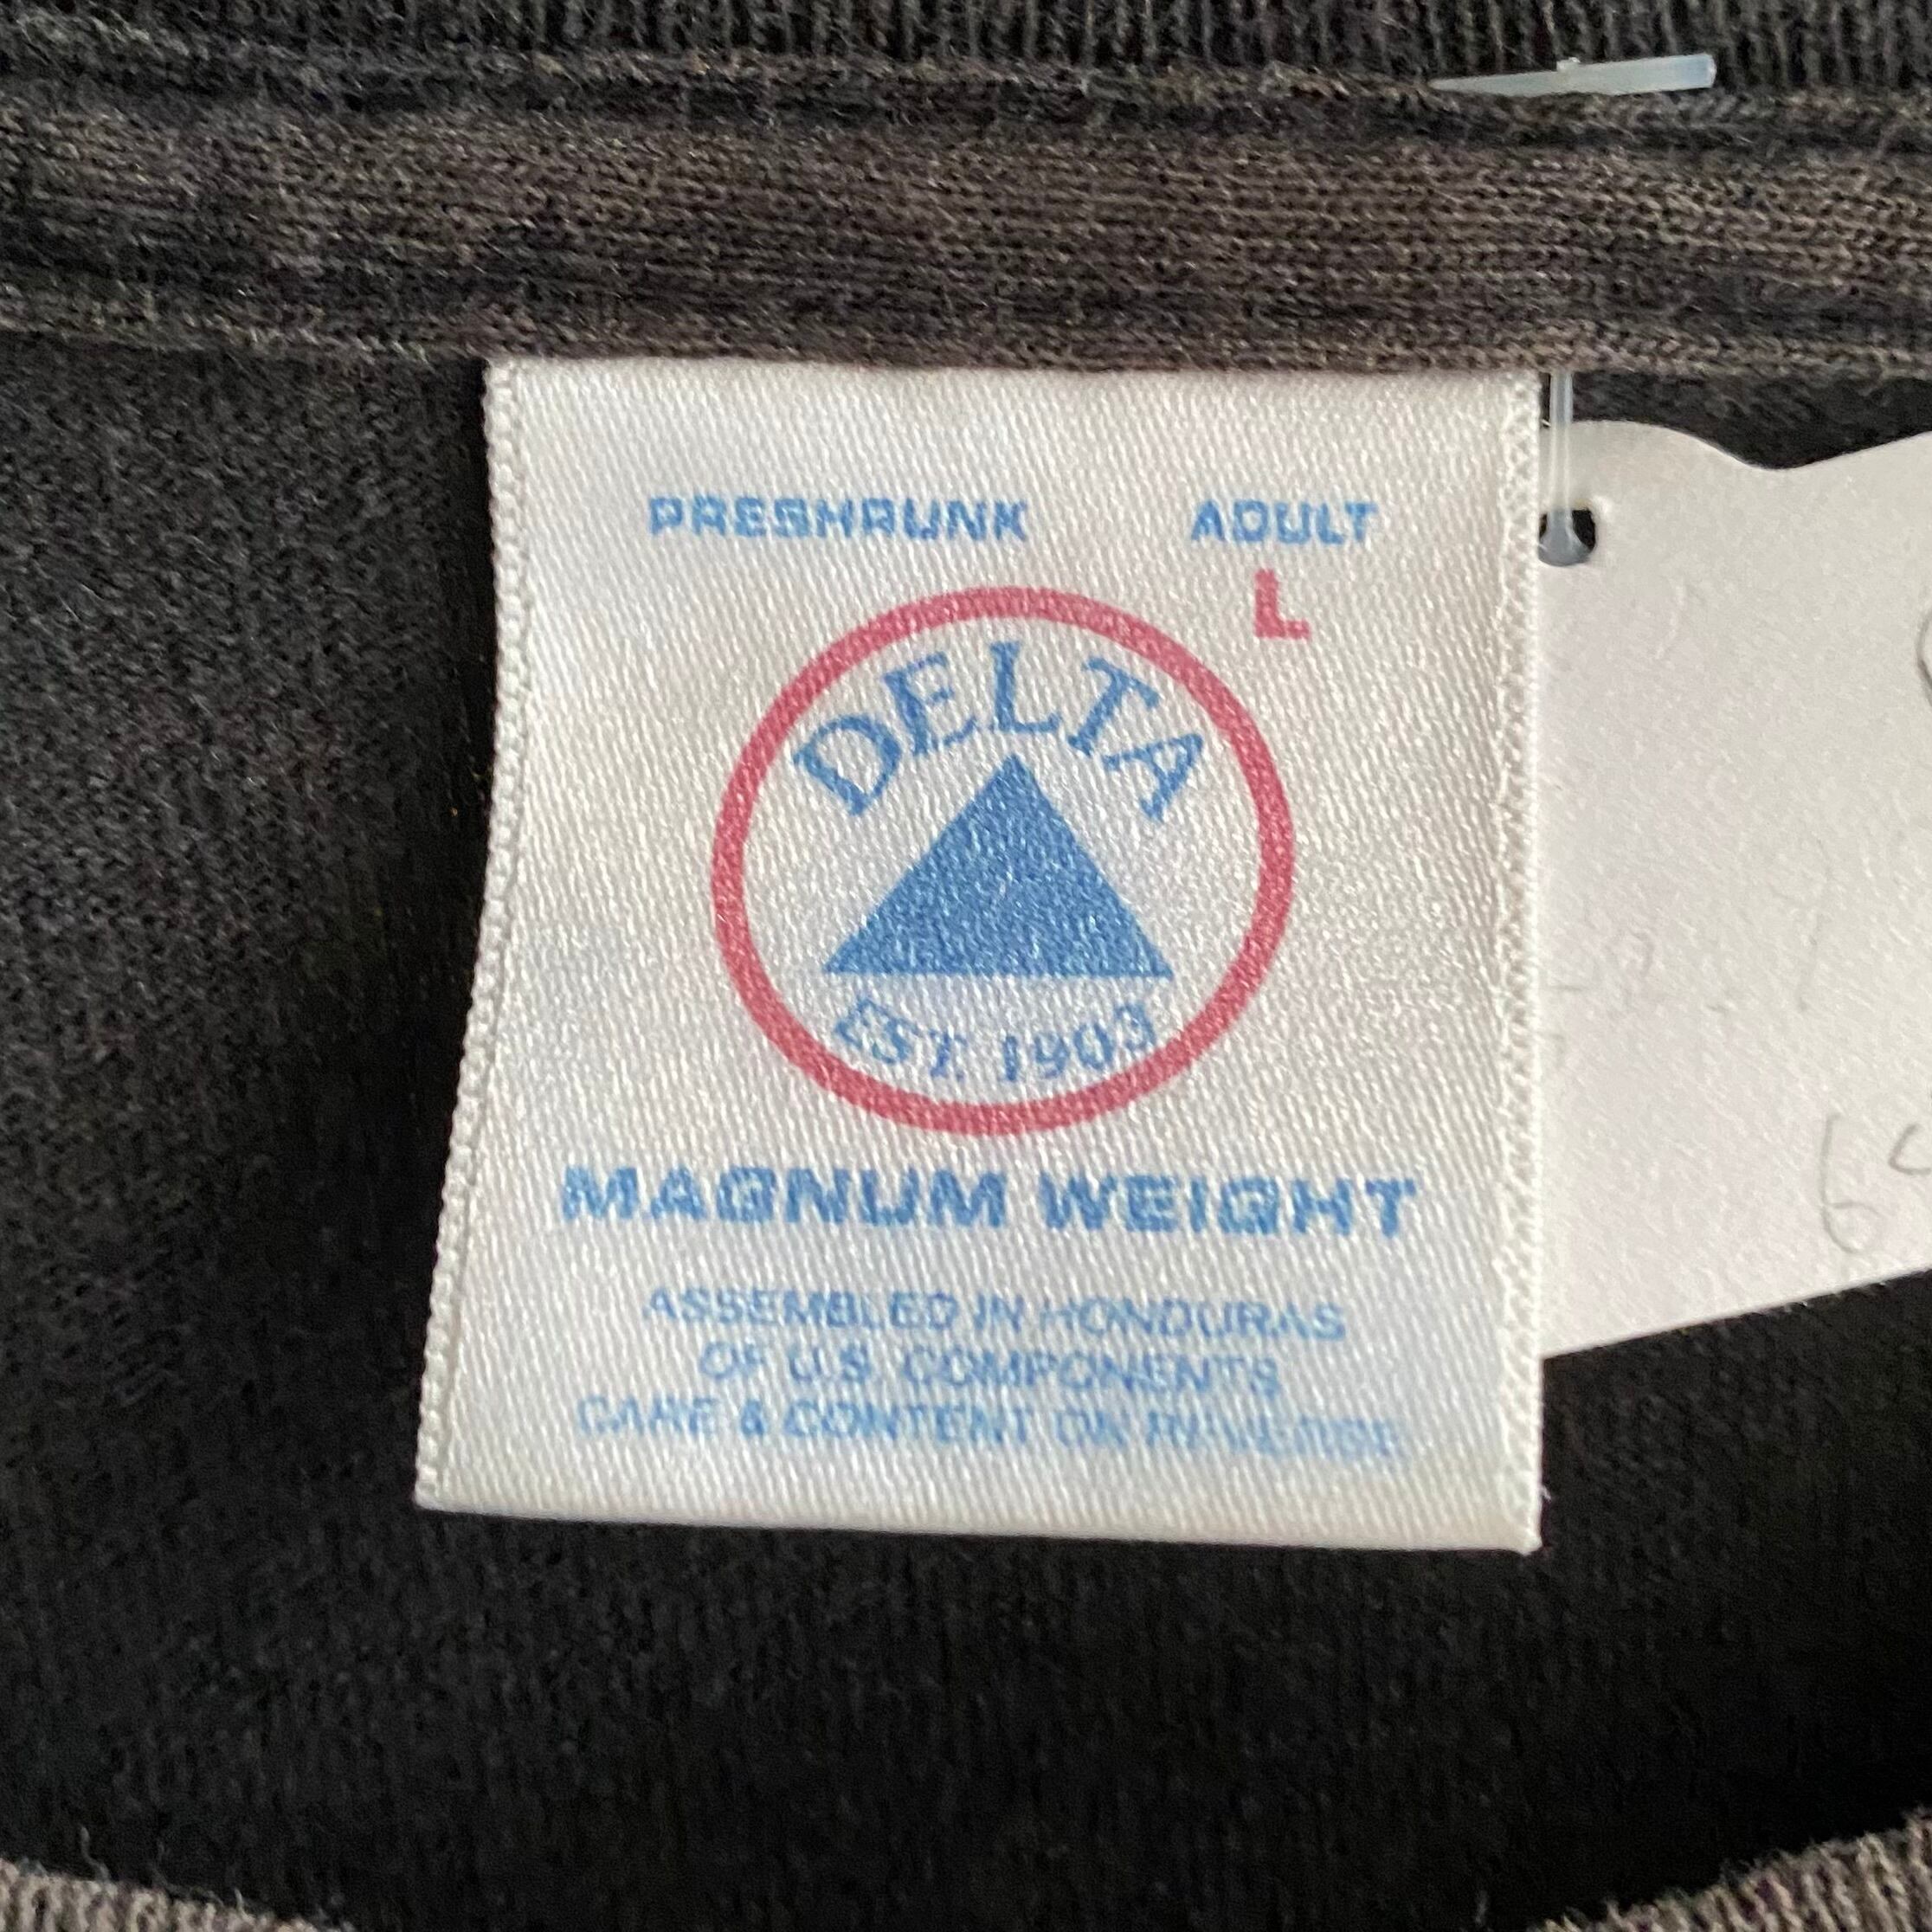 PRESHRUNK ADULT
L
DELTA
EST. 1903
MAGNUM WEIGHT
ASSEMBLED IN HONDURAS
OF U.S. COMPONENTS
CARE & CONTENT ON REVERSE